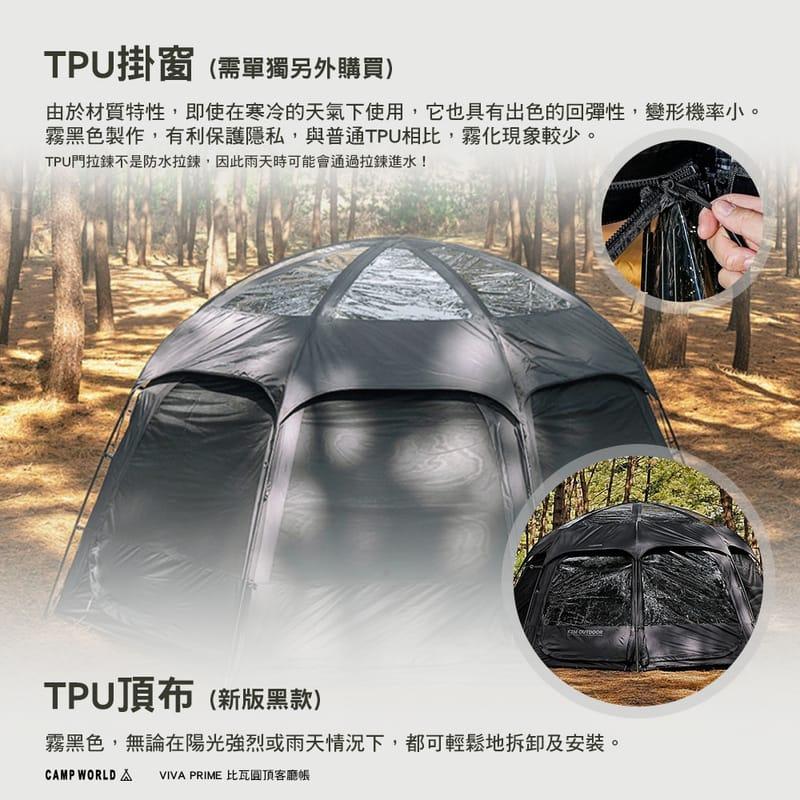 TPU掛窗 (需單獨另外購買)
由於材質特性，即使在寒冷的天氣下使用，它也具有出色的回彈性，變形機率小。
霧黑色製作，有利保護隱私，與普通TPU相比，霧化現象較少。
TPU門拉鍊不是防水拉鍊，因此雨天時可能會通過拉鍊進水！
FZM OUTDOOR
TPU頂布 (新版黑款)
霧黑色，無論在陽光強烈或雨天情況下，都可輕鬆地拆卸及安裝。
CAMP WORLD VIVA PRIME 比瓦圓頂客廳帳